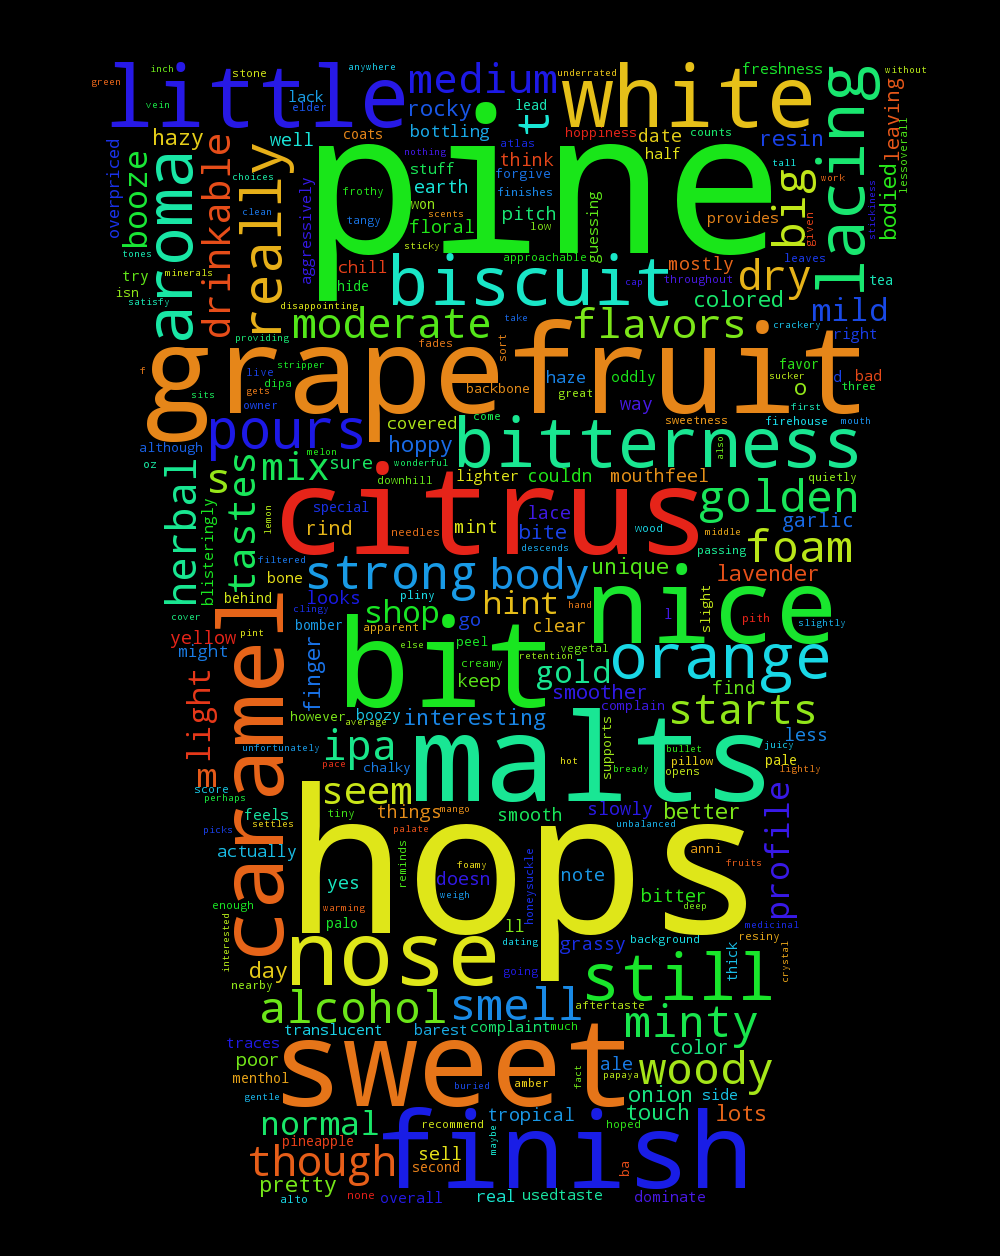 inch
anywhere
green
stone
little
medium
underrated
white
freshness
without
vein
lack
elder
rocky
lead
t
lacing
leaving
hazy
well
coats
bottling
atlas
hoppiness
date
counts
resin
overpriced
booze
aroma
drinkable
really
choices
nothing
stuff
think
forgive
half
tall
work
pine
frothy
earth
finishes
big
bodied
lessoverall
aggressively
clean
tangy
won
scents
floral
pitch
low
guessing
provides
given
stickiness
tones
sticky
approachable
leaves
try
minerals
chill
hide
biscuit
mostly
dry
throughout
cap
tea
isn
satisfy
disappointing
colored
mild
moderate
take
flavors
crackery
right
providing
fades
sort
f
grapefruit
stripper
live
dipa
backbone
haze
oddly
favor
sucker
d
bad
sits
gets
great
way
o
three
owner
first
pours
covered
come
sweetness
firehouse
mouth
although
melon
hoppy
bitterness
also
oz
herbal
s
mix
sure
wonderful
downhill
lighter
couldn
mouthfeel
quietly
tastes
citrus
golden
blisteringly
lemon
special
rind
needles
mint
lace
bite
wood
middle
garlic
descends
passing
foam
filtered
bone
strong
body
unique
lavender
behind
looks
clingy
pliny
hint
hand
nice
l
slight
pith
slightly
cover
shop
go
yellow
pint
bomber
apparent
clear
might
finger
else
bit
peel
vegetal
orange
retention
creamy
gold
caramel
light
keep
smoother
find
however
average
boozy
interesting
complain
starts
unfortunately
ipa
malts
supports
bullet
less
juicy
m
pace
chalky
hot
bready
pillow
opens
pale
lightly
score
perhaps
seem
feels
tiny
things
mango
smooth
slowly
better
profile
settles
unbalanced
picks
palate
hops
actually
reminds
foamy
anni
fruits
yes
doesn
weigh
honeysuckle
note
bitter
deep
enough
warming
palo
ll
medicinal
interested
nose
dating
grassy
background
resiny
thick
crystal
day
going
still
nearby
alcohol
smell
aftertaste
translucent
barest
complaint
much
minty
traces
color
poor
sweet
ale
woody
menthol
fact
papaya
gentle
buried
amber
onion
side
normal
tropical
touch
lots
recommend
finish
hoped
pineapple
maybe
though
sell
second
ba
pretty
alto
none
overall
real
usedtaste
dominate